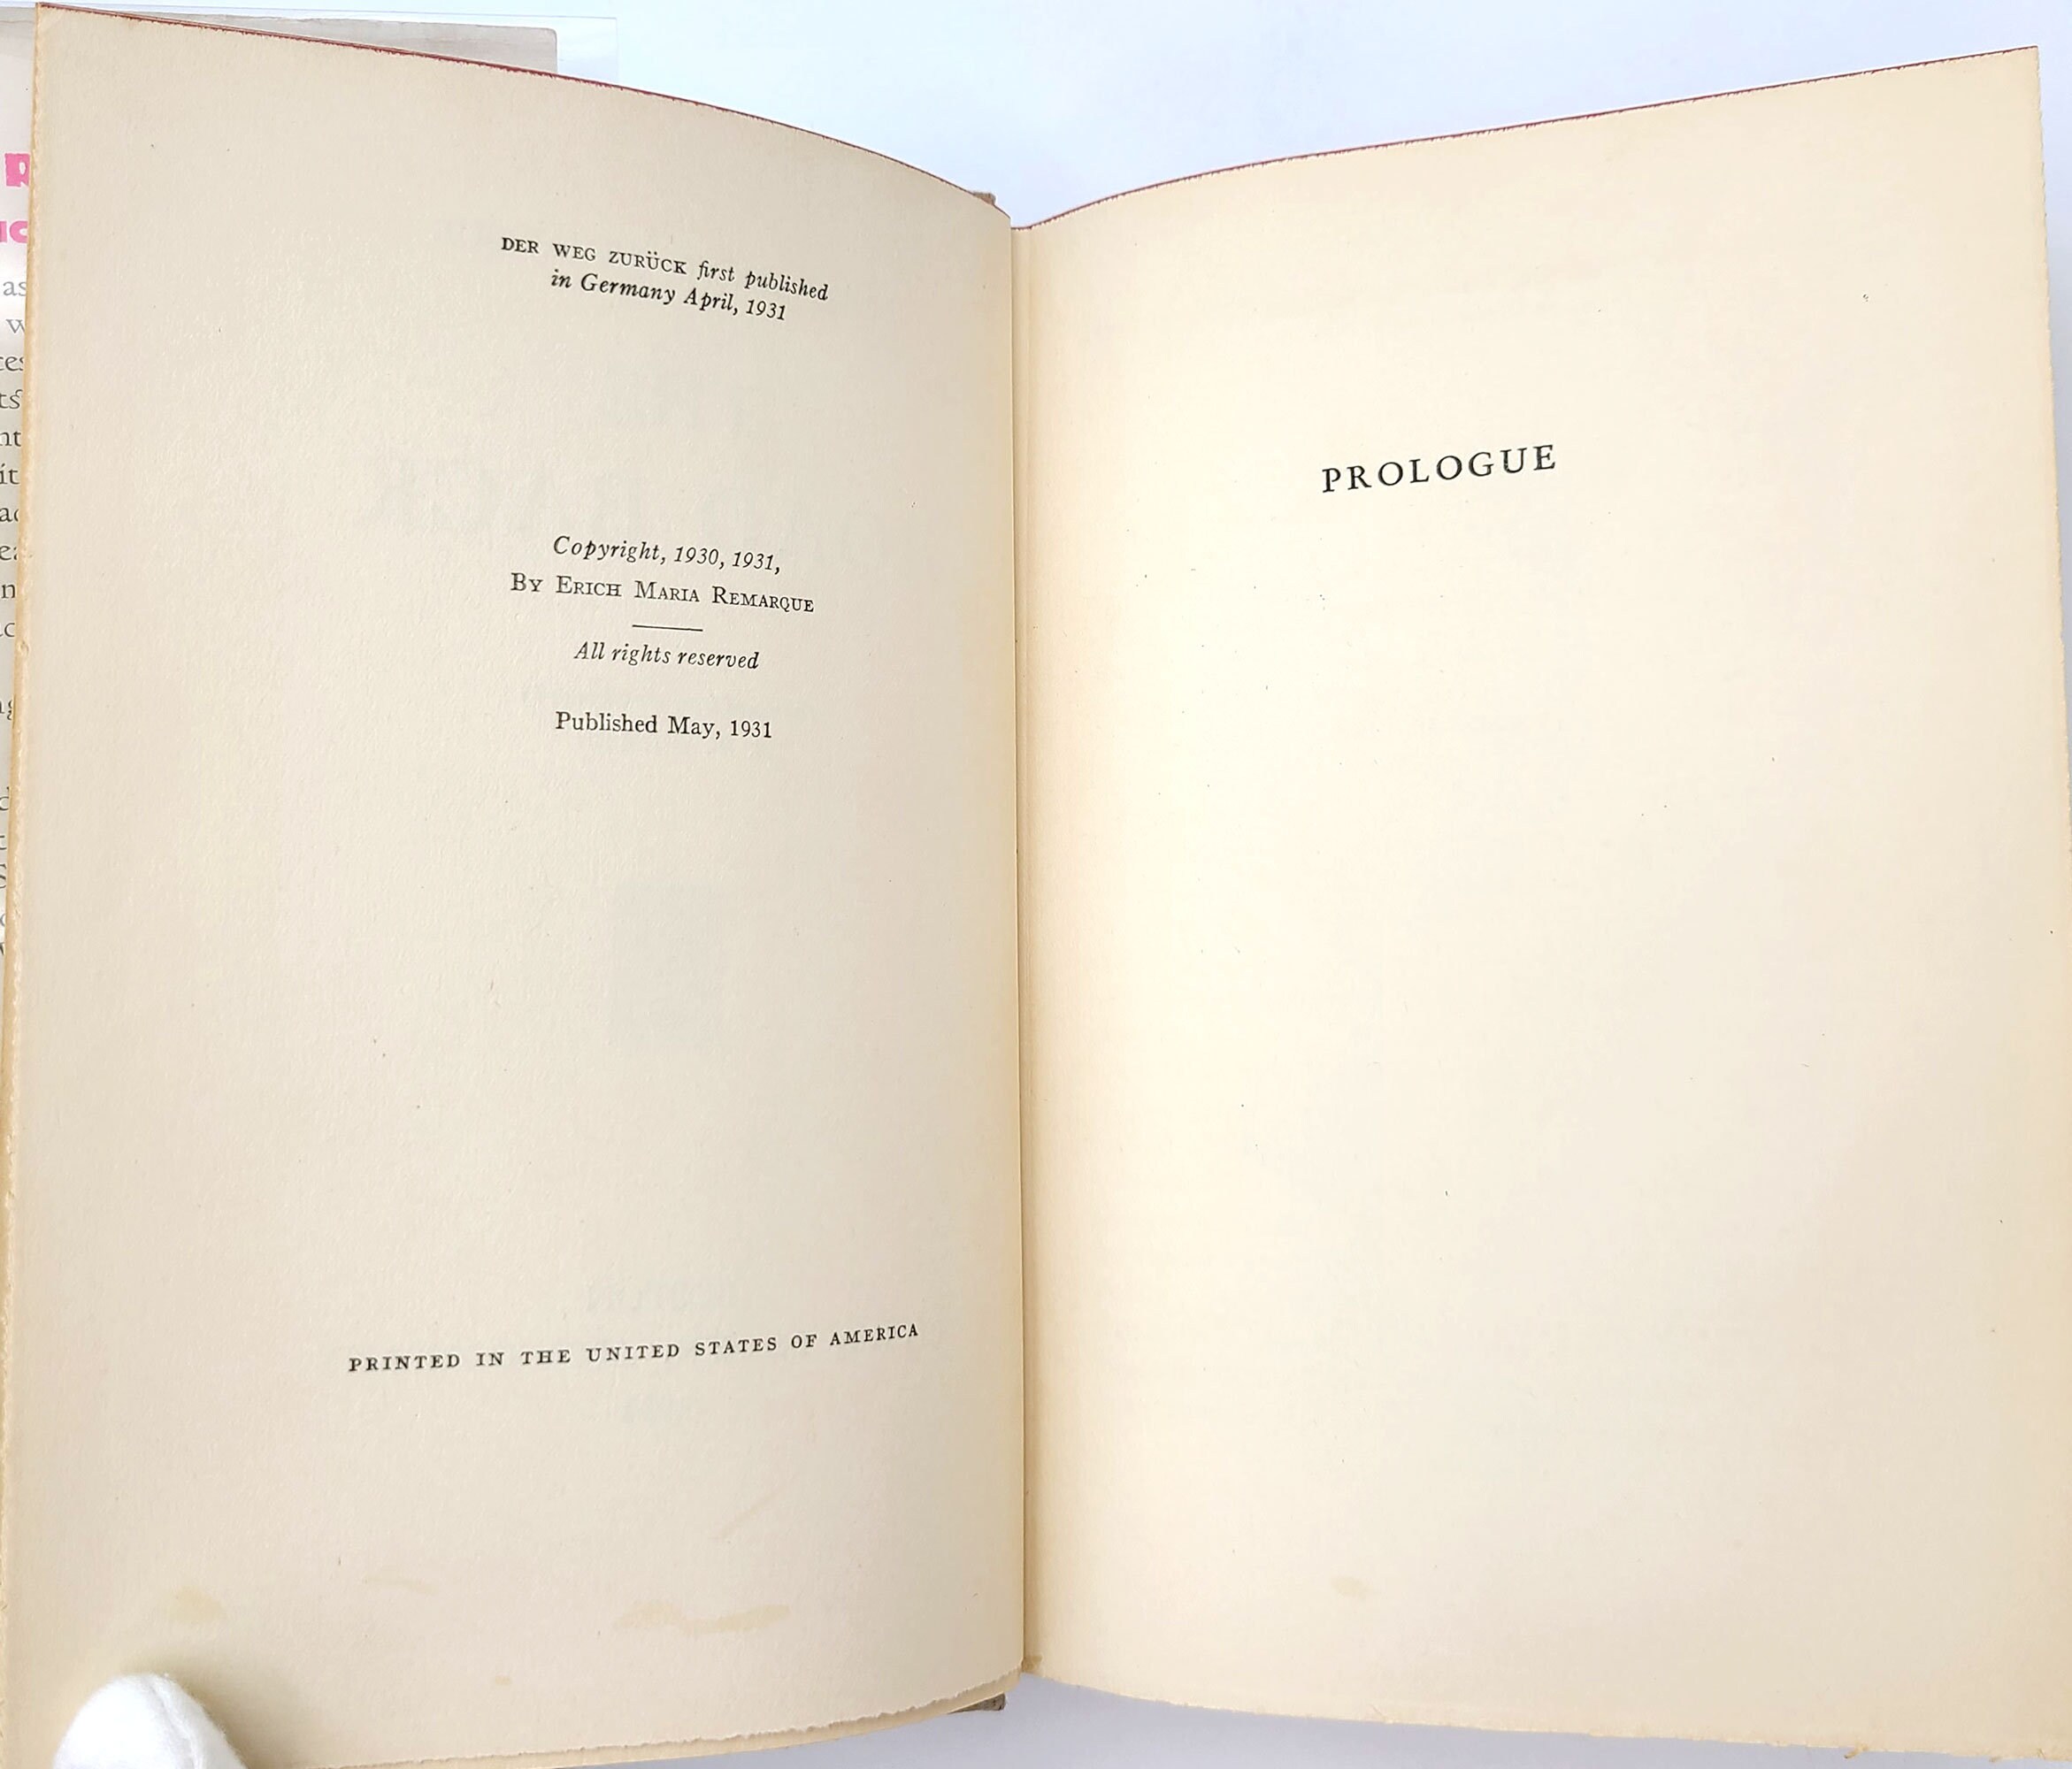 DER WEG ZURÜCK first published
in Germany April, 1931
Copyright, 1930, 1931,
BY ERICH MARIA REMARQUE
All rights reserved
Published May, 1931
PRINTED IN THE UNITED STATES OF AMERICA
PROLOGUE